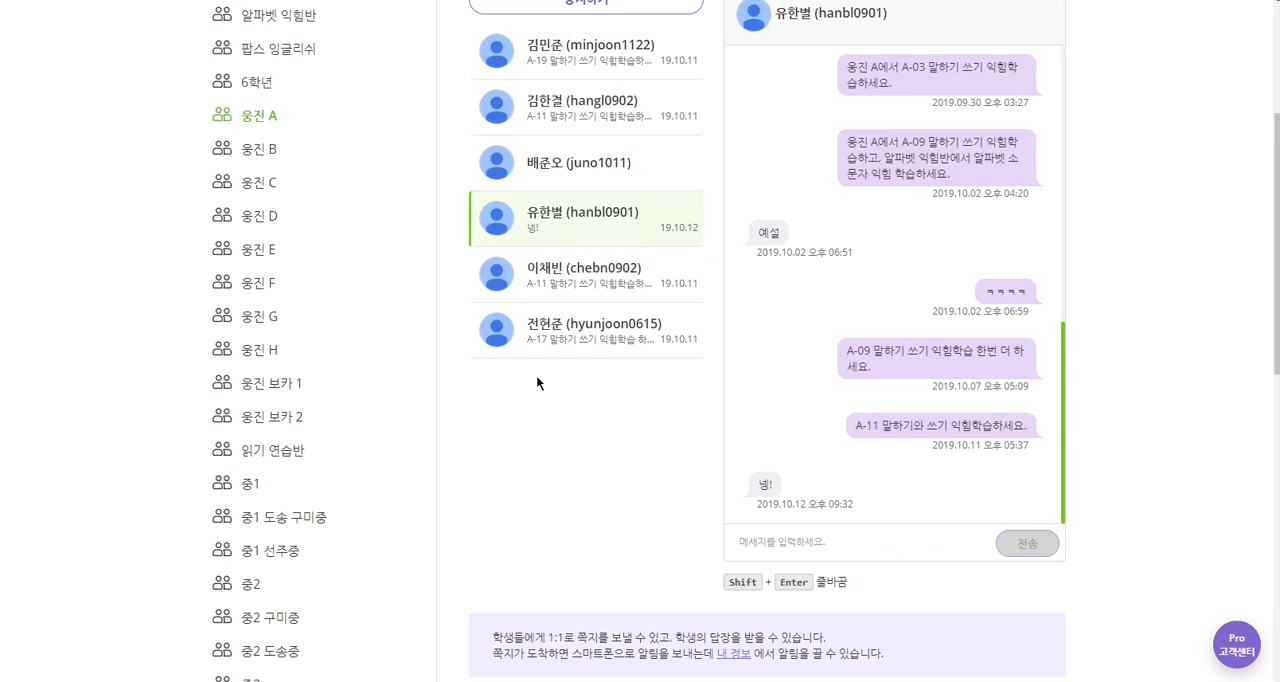 알파벳 익힘반
팝스 잉글리쉬
6학년
웅진 A
웅진 B
웅진 C
웅진 D
웅진 E
웅진 F
웅진 G
웅진 H
웅진 보카 1
웅진 보카 2
읽기 연습반
중1
중1 도송 구미중
중1 선주중
중2
중2 구미중
중2 도송중
김민준 (minjoon1122)
A-19 말하기 쓰기 익힘학습하... 19.10.11
김한결 (hangl0902)
A-11 말하기 쓰기 익힘학습하... 19.10.11
배준오 (juno1011)
유한별 (hanbl0901)
넹! 19.10.12
이채빈 (chebn0902)
A-11 말하기 쓰기 익힘학습하... 19.10.11
전현준 (hyunjoon0615)
A-17 말하기 쓰기 익힘학습 하... 19.10.11
유한별 (hanbl0901)
웅진 A에서 A-03 말하기 쓰기 익힘학
습하세요.
2019.09.30 오후 03:27
웅진 A에서 A-09 말하기 쓰기 익힘학
습하고, 알파벳 익힘반에서 알파벳 소
문자 익힘 학습하세요.
2019.10.02 오후 04:20
예설
2019.10.02 오후 06:51
ㅋㅋㅋㅋ
2019.10.02 오후 06:59
A-09 말하기 쓰기 익힘학습 한번 더 하
세요.
2019.10.07 오후 05:09
A-11 말하기와 쓰기 익힘학습하세요.
2019.10.11 오후 05:37
넹!
2019.10.12 오후 09:32
메세지를 입력하세요. 전송
Shift + Enter 줄바꿈
학생들에게 1:1로 쪽지를 보낼 수 있고, 학생의 답장을 받을 수 있습니다.
쪽지가 도착하면 스마트폰으로 알림을 보내는데 내 정보 에서 알림을 끌 수 있습니다.
Pro
고객센터